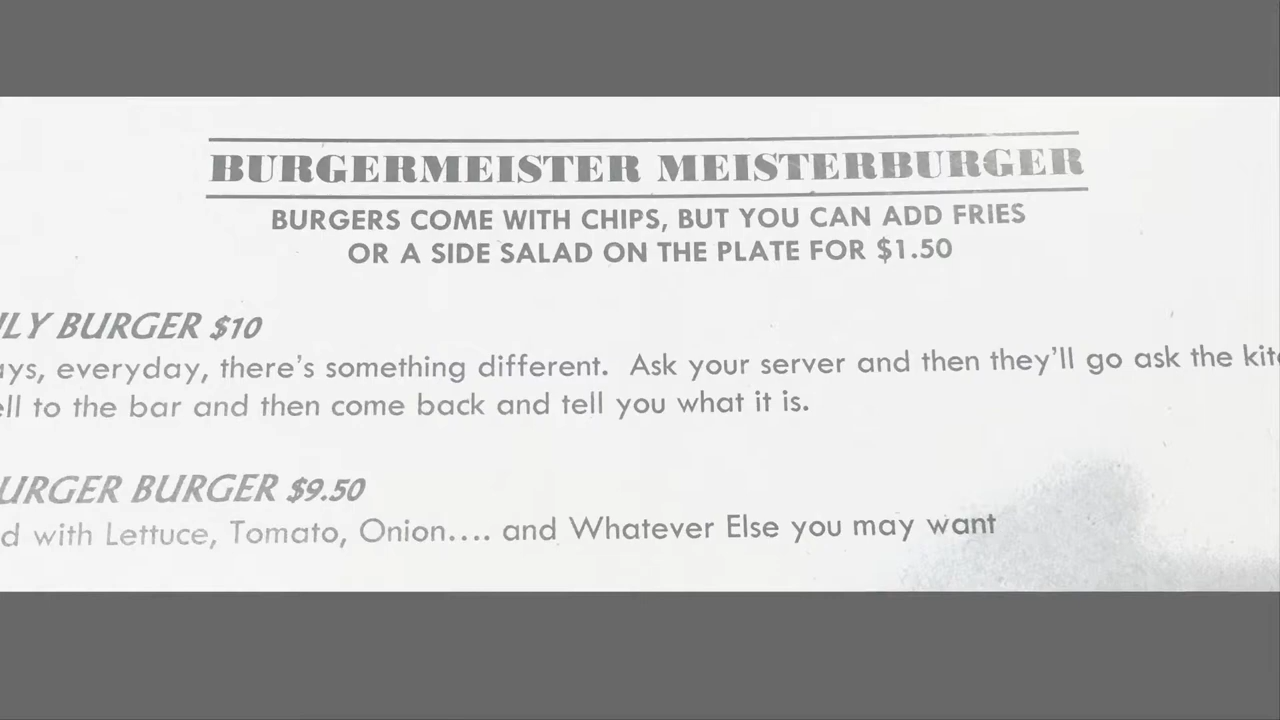 BURGERMEISTER MEISTERBURGER
BURGERS COME WITH CHIPS, BUT YOU CAN ADD FRIES
OR A SIDE SALAD ON THE PLATE FOR $1.50
BURGER $10
everyday, there's something different. Ask your server and then they'll go ask the
to the bar and then come back and tell you what it is.
BURGER $9.50
with Lettuce, Tomato, Onion.... and Whatever Else you may want